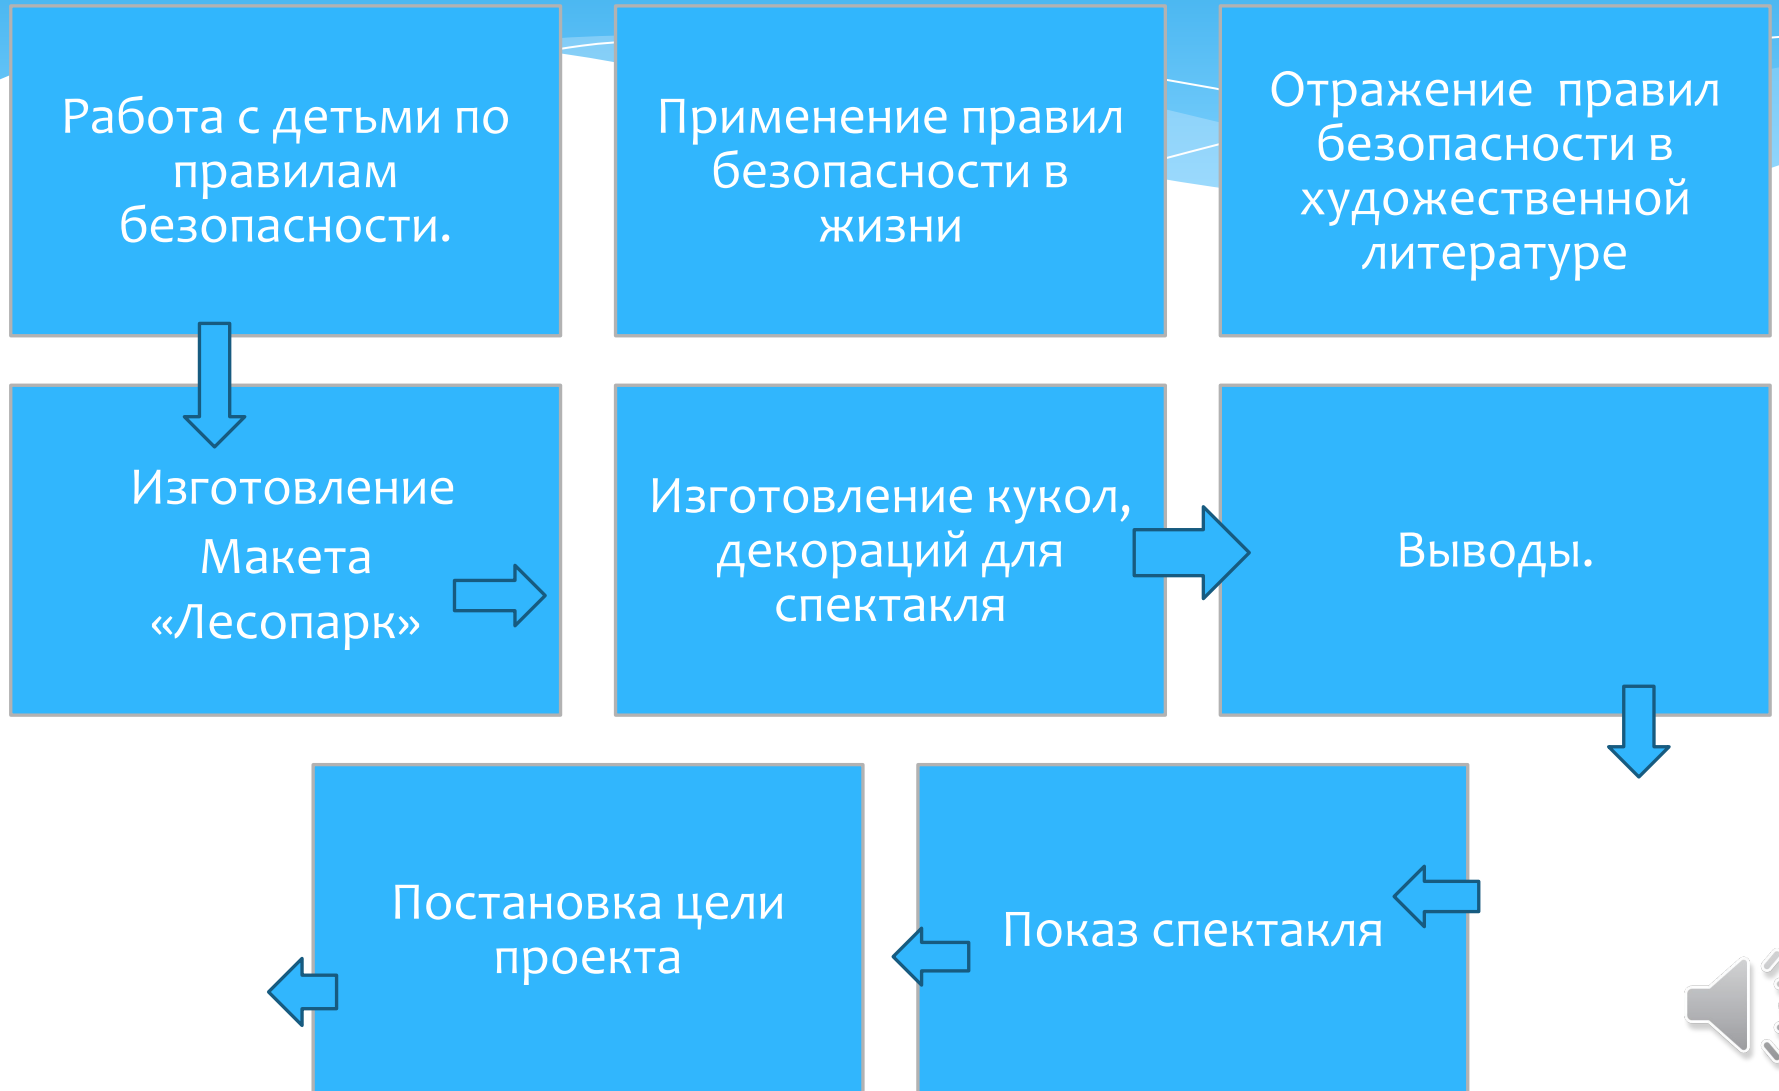 Работа с детьми по
правилам
безопасности.
Применение правил
безопасности в
жизни
Отражение правил
безопасности в
художественной
литературе
Изготовление
Макета
«Лесопарк»
Изготовление кукол,
декораций для
спектакля
Выводы.
Постановка цели
проекта
Показ спектакля